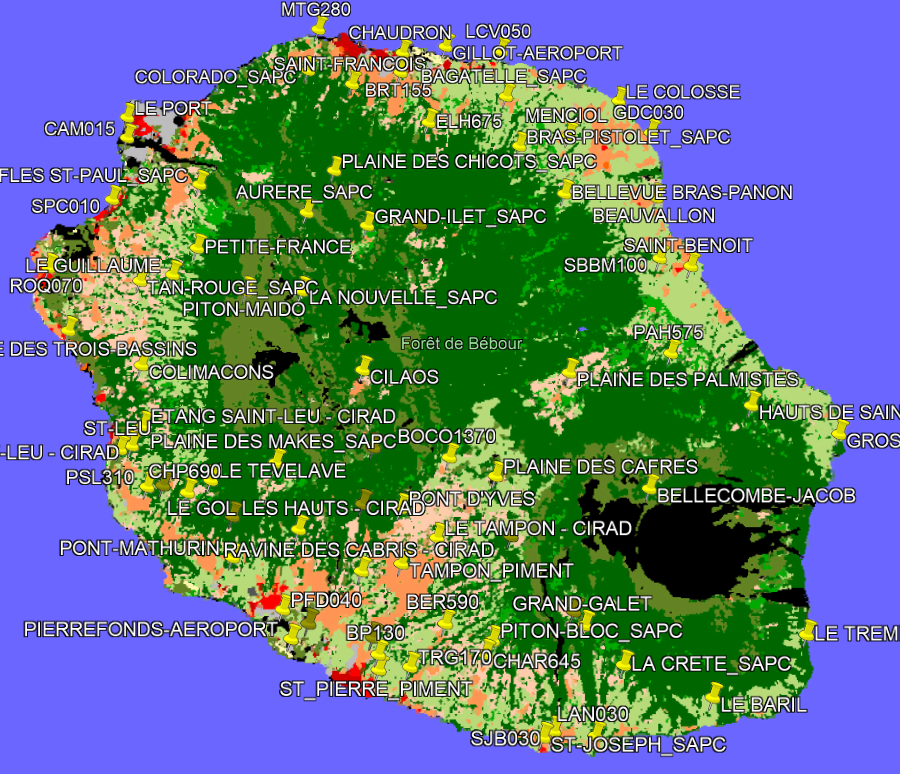 MTG280
CHAUDRON
LCV050
GILLOT-AEROPORT
SAINT-FRANCOIS
COLORADO_SAPC
BAGATELLE_SAPC
BRT155
LE COLOSSE
LE PORT
MENCIOL
GDC030
CAM015
ELH675
BRAS-PISTOLET_SAPC
PLAINE DES CHICOTS_SAPC
FLES ST-PAUL_SAPC
AURERE_SAPC
BELLEVUE BRAS-PANON
SPC010
GRAND-ILET_SAPC
BEAUVALLON
PETITE-FRANCE
SAINT-BENOIT
LE GUILLAUME
SBBM100
ROQ070
TAN-ROUGE_SAPC
LA NOUVELLE_SAPC
PITON-MAIDO
PAH575
Forêt de Bébour
E DES TROIS-BASSINS
COLIMACONS
CILAOS
PLAINE DES PALMISTES
HAUTS DE SAIN
ETANG SAINT-LEU - CIRAD
ST-LEU
PLAINE DES MAKES_SAPC
BOCO1370
GROS
-LEU - CIRAD
PSL310
CHP690
LE TEVELAVE
PLAINE DES CAFRES
BELLECOMBE-JACOB
PONT D'YVES
LE GOL LES HAUTS - CIRAD
LE TAMPON - CIRAD
PONT-MATHURIN
RAVINE DES CABRIS - CIRAD
TAMPON_PIMENT
PFD040
BER590
GRAND-GALET
PIERREFONDS-AEROPORT
BP130
PITON-BLOC_SAPC
LE TREM
TRG170
CHAR645
LA CRETE_SAPC
ST_PIERRE_PIMENT
LE BARIL
LAN030
SJB030
ST-JOSEPH_SAPC